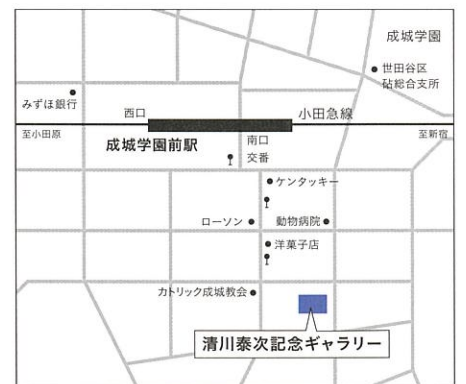 成城学園
世田谷区
砧総合支所
みずほ銀行
西口
小田急線
至小田原
成城学園前駅
南口
至新宿
交番
ケンタッキー
ローソン
動物病院
洋菓子店
カトリック成城教会
清川泰次記念ギャラリー